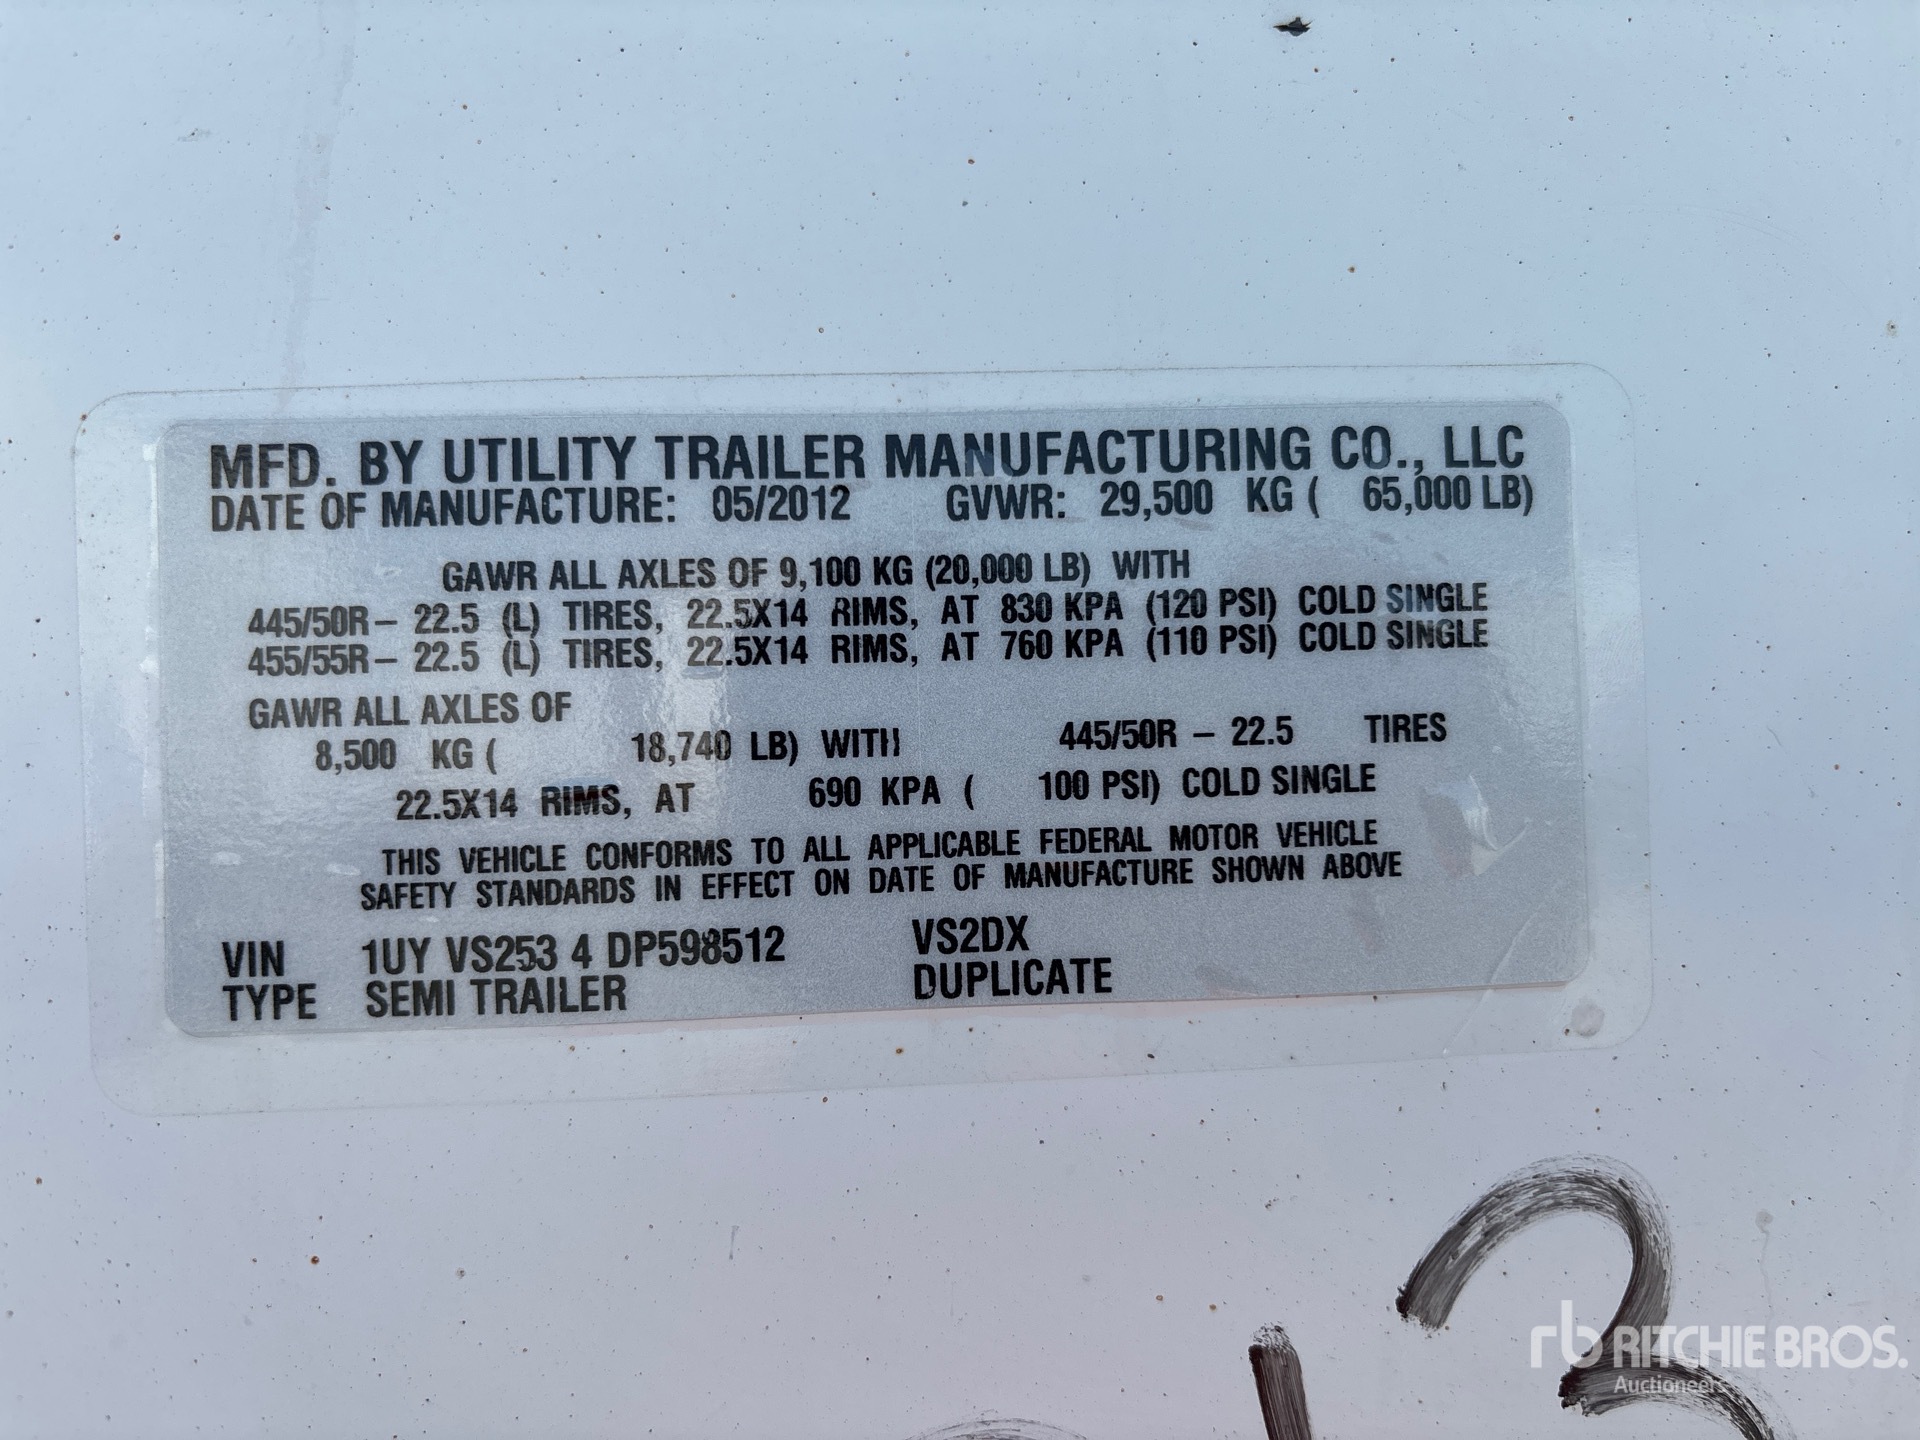 MFD. BY UTILITY TRAILER MANUFACTURING CO., LLC
DATE OF MANUFACTURE: 05/2012 GVWR: 29,500 KG ( 65,000 LB)
GAWR ALL AXLES OF 9,100 KG (20,000 LB) WITH
445/50R– 22.5 (L) TIRES, 22.5X14 RIMS, AT 830 KPA (120 PSI) COLD SINGLE
455/55R– 22.5 (L) TIRES, 22.5X14 RIMS, AT 760 KPA (110 PSI) COLD SINGLE
GAWR ALL AXLES OF
8,500 KG ( 18,740 LB) WITH 445/50R – 22.5 TIRES
22.5X14 RIMS, AT 690 KPA ( 100 PSI) COLD SINGLE
THIS VEHICLE CONFORMS TO ALL APPLICABLE FEDERAL MOTOR VEHICLE
SAFETY STANDARDS IN EFFECT ON DATE OF MANUFACTURE SHOWN ABOVE
VIN 1UY VS253 4 DP598512 VS2DX
TYPE SEMI TRAILER DUPLICATE
rb RITCHIE BROS.
Auctioneers